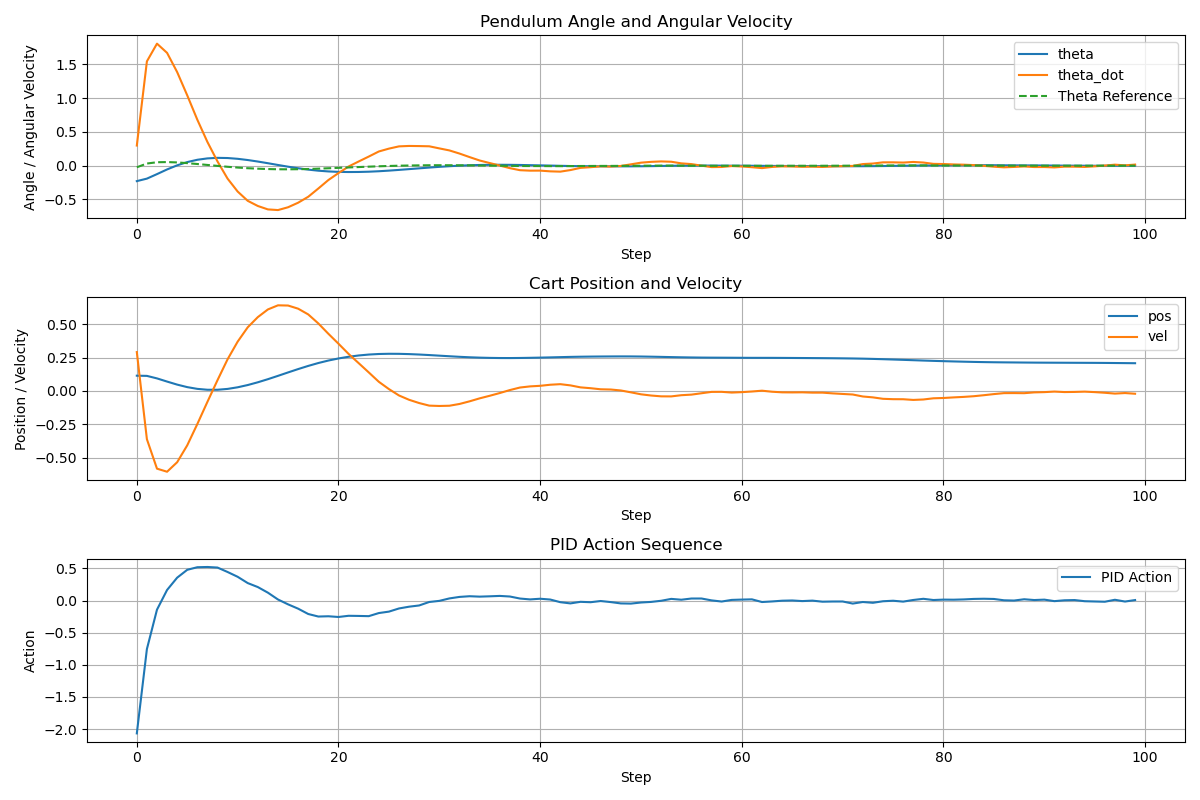 Pendulum Angle and Angular Velocity
Angle / Angular Velocity
1.5
1.0
0.5
0.0
−0.5
theta
theta_dot
Theta Reference
0 20 40 60 80 100
Step
Cart Position and Velocity
Position / Velocity
0.50
0.25
0.00
−0.25
−0.50
pos
vel
0 20 40 60 80 100
Step
PID Action Sequence
Action
0.5
0.0
−0.5
−1.0
−1.5
−2.0
PID Action
0 20 40 60 80 100
Step